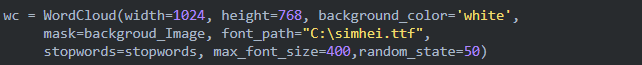 wc = WordCloud(width=1024, height=768, background_color='white',
mask=backgroud_Image, font_path="C:\simhei.ttf",
stopwords=stopwords, max_font_size=400,random_state=50)